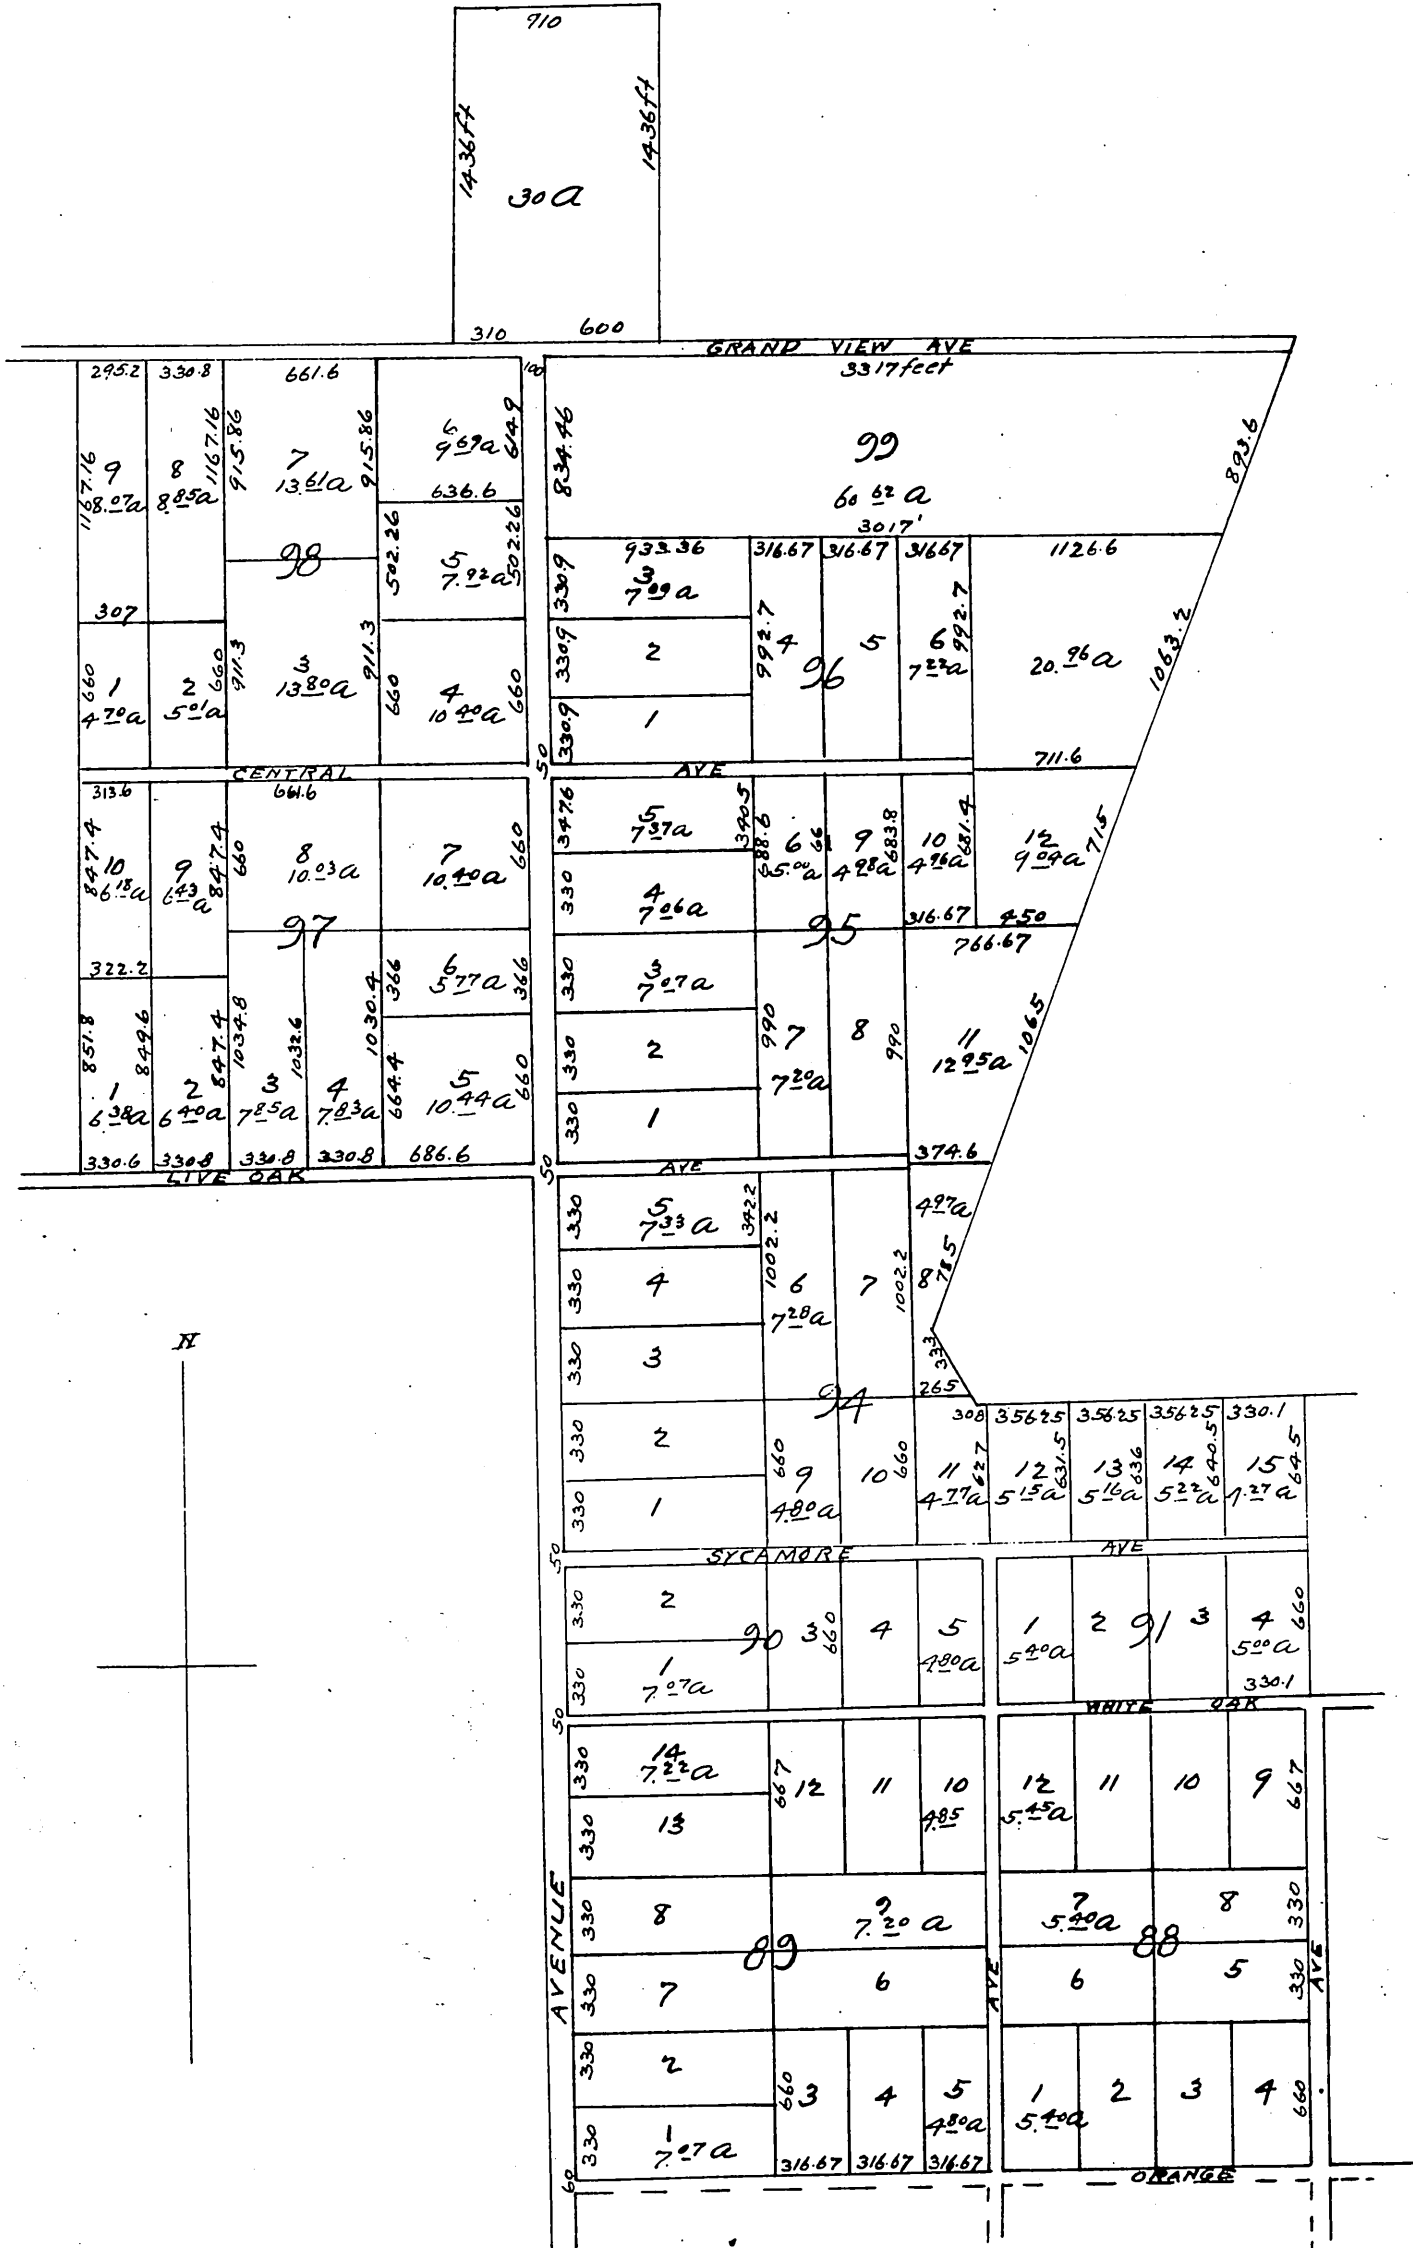 710
1436ft
1436ft
30 a
310 600
GRAND VIEW AVE
3317 feet
295.2 330.8 661.6 100
1167.16 9 8.07a
8 8.85a 1167.16
915.86 7 13.61a 915.86
6 9.69a 614.9
636.6
98
502.26 5 7.92a 502.26
307
660 1 4.70a
2 5.01a 660
911.3 3 13.80a 911.3
660 4 10.40a 660
834.46
99
60.62 a
3017'
893.6
933.36 316.67 316.67 316.67 1126.6
330.9 3 7.09a
330.9 2
330.9 1
992.7 4
96
5
6 7.22a 992.7
20.96a
1063.2
711.6
50
CENTRAL AVE
313.6 661.6
847.4 10 6.18a
9 6.43a 847.4
660 8 10.03a
7 10.40a 660
97
322.2
851.8 1 6.38a 849.6
2 6.40a 847.4
1034.8 3 7.85a 1032.6
4 7.83a 1030.4
366 6 5.77a 366
664.4 5 10.44a 660
330.6 330.8 330.8 330.8 686.6
347.6 5 7.37a 340.5
330 4 7.06a
330 3 7.07a
330 2
330 1
688.6 6 5.00a
9 4.98a 683.8
10 4.96a 681.4
12 9.04a 715
95
316.67 450
766.67
990 7 7.20a
8 990
11 12.95a 1065
374.6
50
LIVE OAK AVE
330 5 7.33a 342.2
330 4
330 3
330 2
330 1
1002.2 6 7.28a
7 1002.2
4.97a
8 785
333
265
94
308 356.25 356.25 356.25 330.1
660 9 4.80a
10 660
11 4.77a 627
12 5.15a 631.5
13 5.16a 636
14 5.22a 640.5
15 4.27a 645
N
50
SYCAMORE AVE
330 2
330 1 7.07a
90
3 660
4
5 4.80a
1 5.40a
2
91
3
4 5.00a 660
330.1
50
WHITE OAK
330 14 7.22a
330 13
667 12
11
10 4.85
12 5.45a
11
10
9 667
330 8
9 7.20 a
7 5.40a
8 330
89
88
330 7
6
6
5 330
AVENUE
AVE
AVE
330 2
330 1 7.07a
660 3
4
5 4.80a
1 5.40a
2
3
4 660
316.67 316.67 316.67
60
ORANGE